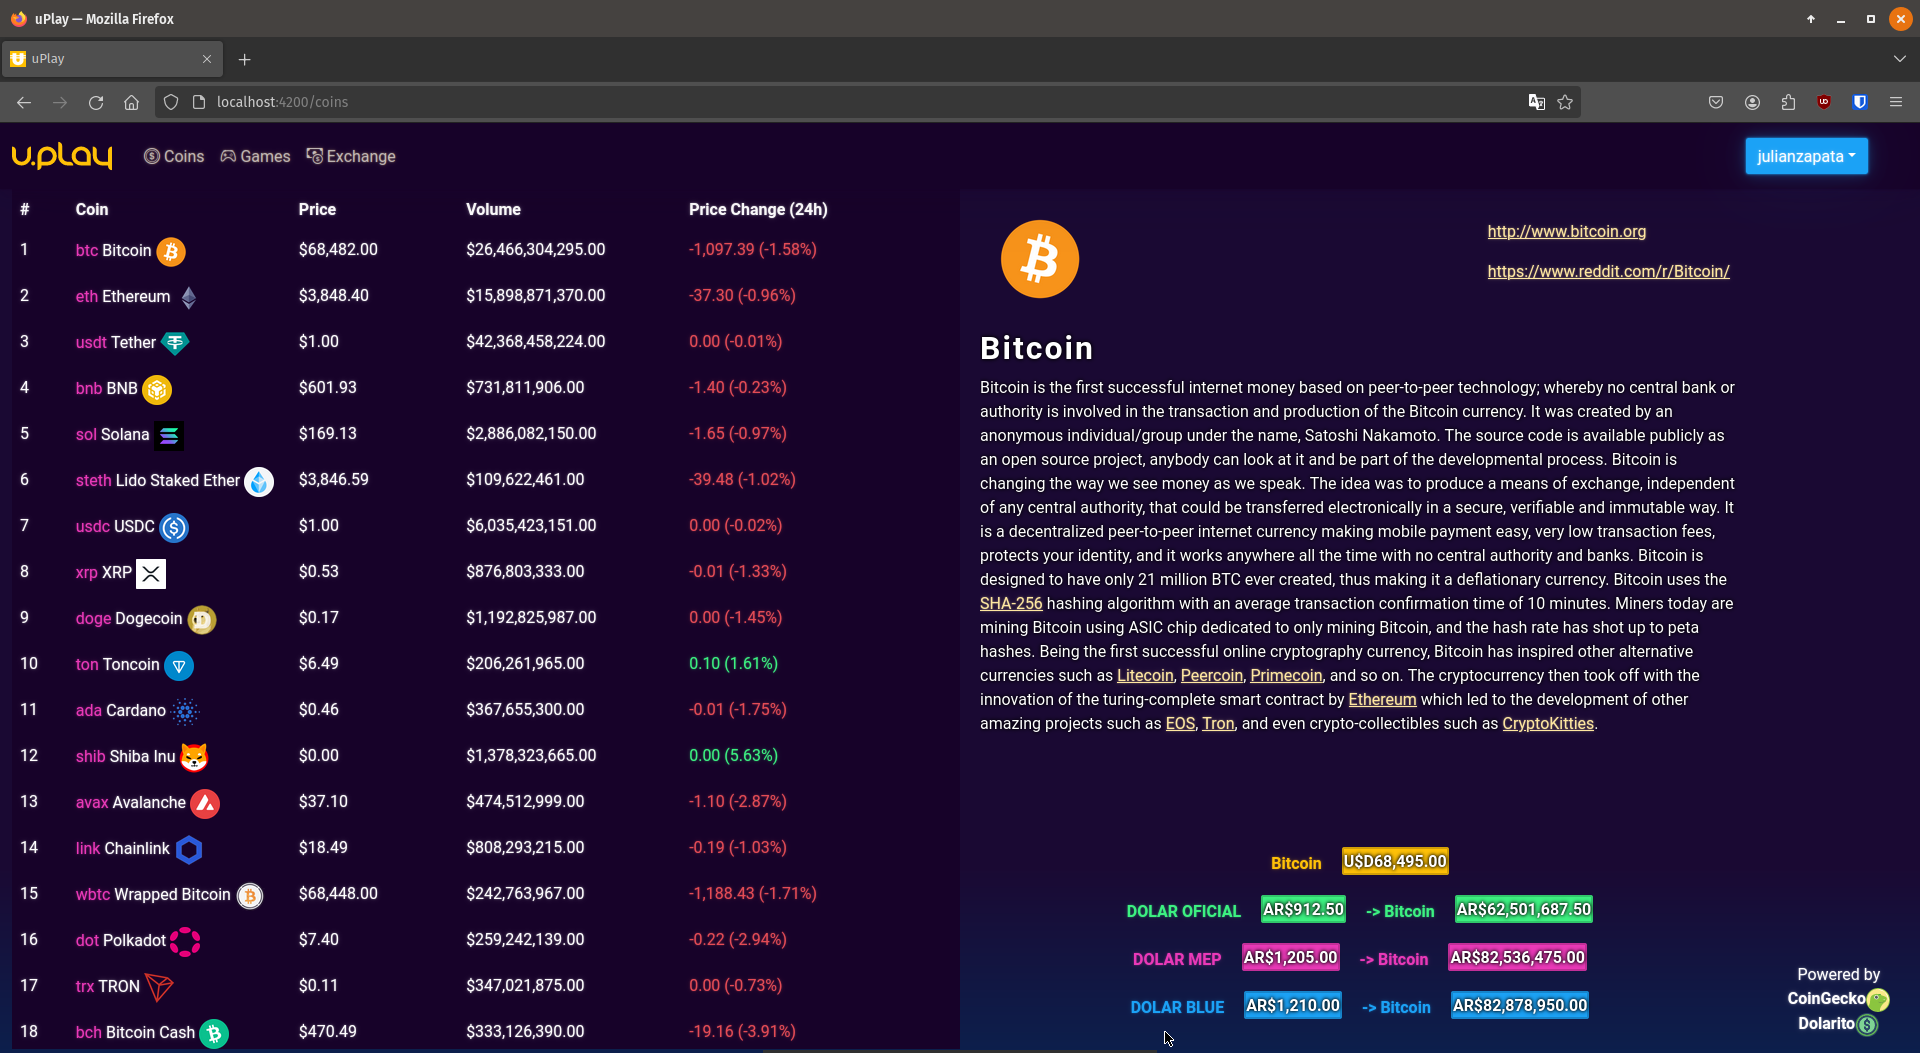 uPlay — Mozilla Firefox
uPlay
localhost:4200/coins
u.play Coins Games Exchange julianzapata
# Coin Price Volume Price Change (24h)
1 btc Bitcoin $68,482.00 $26,466,304,295.00 -1,097.39 (-1.58%)
2 eth Ethereum $3,848.40 $15,898,871,370.00 -37.30 (-0.96%)
3 usdt Tether $1.00 $42,368,458,224.00 0.00 (-0.01%)
4 bnb BNB $601.93 $731,811,906.00 -1.40 (-0.23%)
5 sol Solana $169.13 $2,886,082,150.00 -1.65 (-0.97%)
6 steth Lido Staked Ether $3,846.59 $109,622,461.00 -39.48 (-1.02%)
7 usdc USDC $1.00 $6,035,423,151.00 0.00 (-0.02%)
8 xrp XRP $0.53 $876,803,333.00 -0.01 (-1.33%)
9 doge Dogecoin $0.17 $1,192,825,987.00 0.00 (-1.45%)
10 ton Toncoin $6.49 $206,261,965.00 0.10 (1.61%)
11 ada Cardano $0.46 $367,655,300.00 -0.01 (-1.75%)
12 shib Shiba Inu $0.00 $1,378,323,665.00 0.00 (5.63%)
13 avax Avalanche $37.10 $474,512,999.00 -1.10 (-2.87%)
14 link Chainlink $18.49 $808,293,215.00 -0.19 (-1.03%)
15 wbtc Wrapped Bitcoin $68,448.00 $242,763,967.00 -1,188.43 (-1.71%)
16 dot Polkadot $7.40 $259,242,139.00 -0.22 (-2.94%)
17 trx TRON $0.11 $347,021,875.00 0.00 (-0.73%)
18 bch Bitcoin Cash $470.49 $333,126,390.00 -19.16 (-3.91%)
http://www.bitcoin.org
https://www.reddit.com/r/Bitcoin/
Bitcoin
Bitcoin is the first successful internet money based on peer-to-peer technology; whereby no central bank or
authority is involved in the transaction and production of the Bitcoin currency. It was created by an
anonymous individual/group under the name, Satoshi Nakamoto. The source code is available publicly as
an open source project, anybody can look at it and be part of the developmental process. Bitcoin is
changing the way we see money as we speak. The idea was to produce a means of exchange, independent
of any central authority, that could be transferred electronically in a secure, verifiable and immutable way. It
is a decentralized peer-to-peer internet currency making mobile payment easy, very low transaction fees,
protects your identity, and it works anywhere all the time with no central authority and banks. Bitcoin is
designed to have only 21 million BTC ever created, thus making it a deflationary currency. Bitcoin uses the
SHA-256 hashing algorithm with an average transaction confirmation time of 10 minutes. Miners today are
mining Bitcoin using ASIC chip dedicated to only mining Bitcoin, and the hash rate has shot up to peta
hashes. Being the first successful online cryptography currency, Bitcoin has inspired other alternative
currencies such as Litecoin, Peercoin, Primecoin, and so on. The cryptocurrency then took off with the
innovation of the turing-complete smart contract by Ethereum which led to the development of other
amazing projects such as EOS, Tron, and even crypto-collectibles such as CryptoKitties.
Bitcoin U$D68,495.00
DOLAR OFICIAL AR$912.50 -> Bitcoin AR$62,501,687.50
DOLAR MEP AR$1,205.00 -> Bitcoin AR$82,536,475.00
DOLAR BLUE AR$1,210.00 -> Bitcoin AR$82,878,950.00
Powered by
CoinGecko
Dolarito